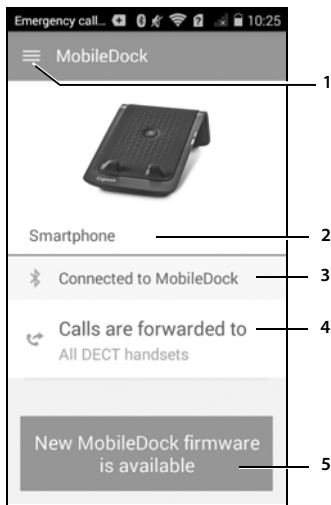 Emergency call... 10:25
MobileDock
1
Gigaset
Smartphone
2
Connected to MobileDock
3
Calls are forwarded to
4
All DECT handsets
New MobileDock firmware
is available
5